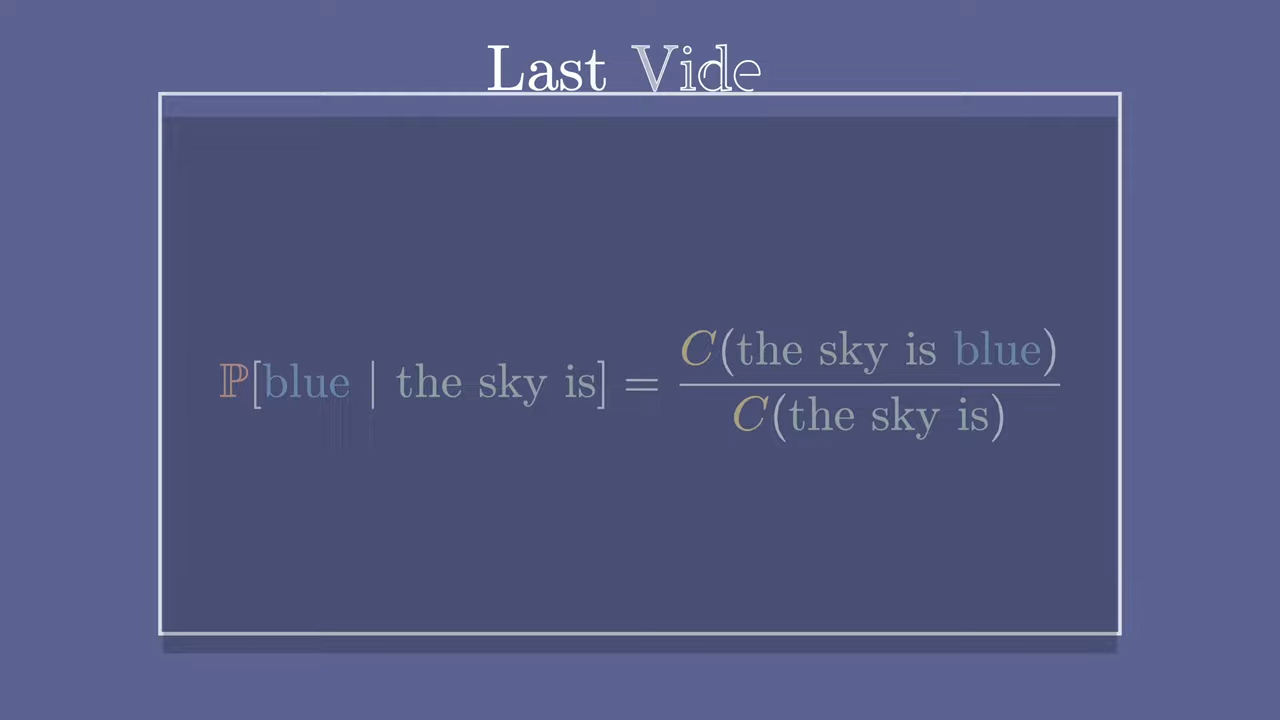 Last Vide
ℙ[blue | the sky is] = C(the sky is blue) / C(the sky is)